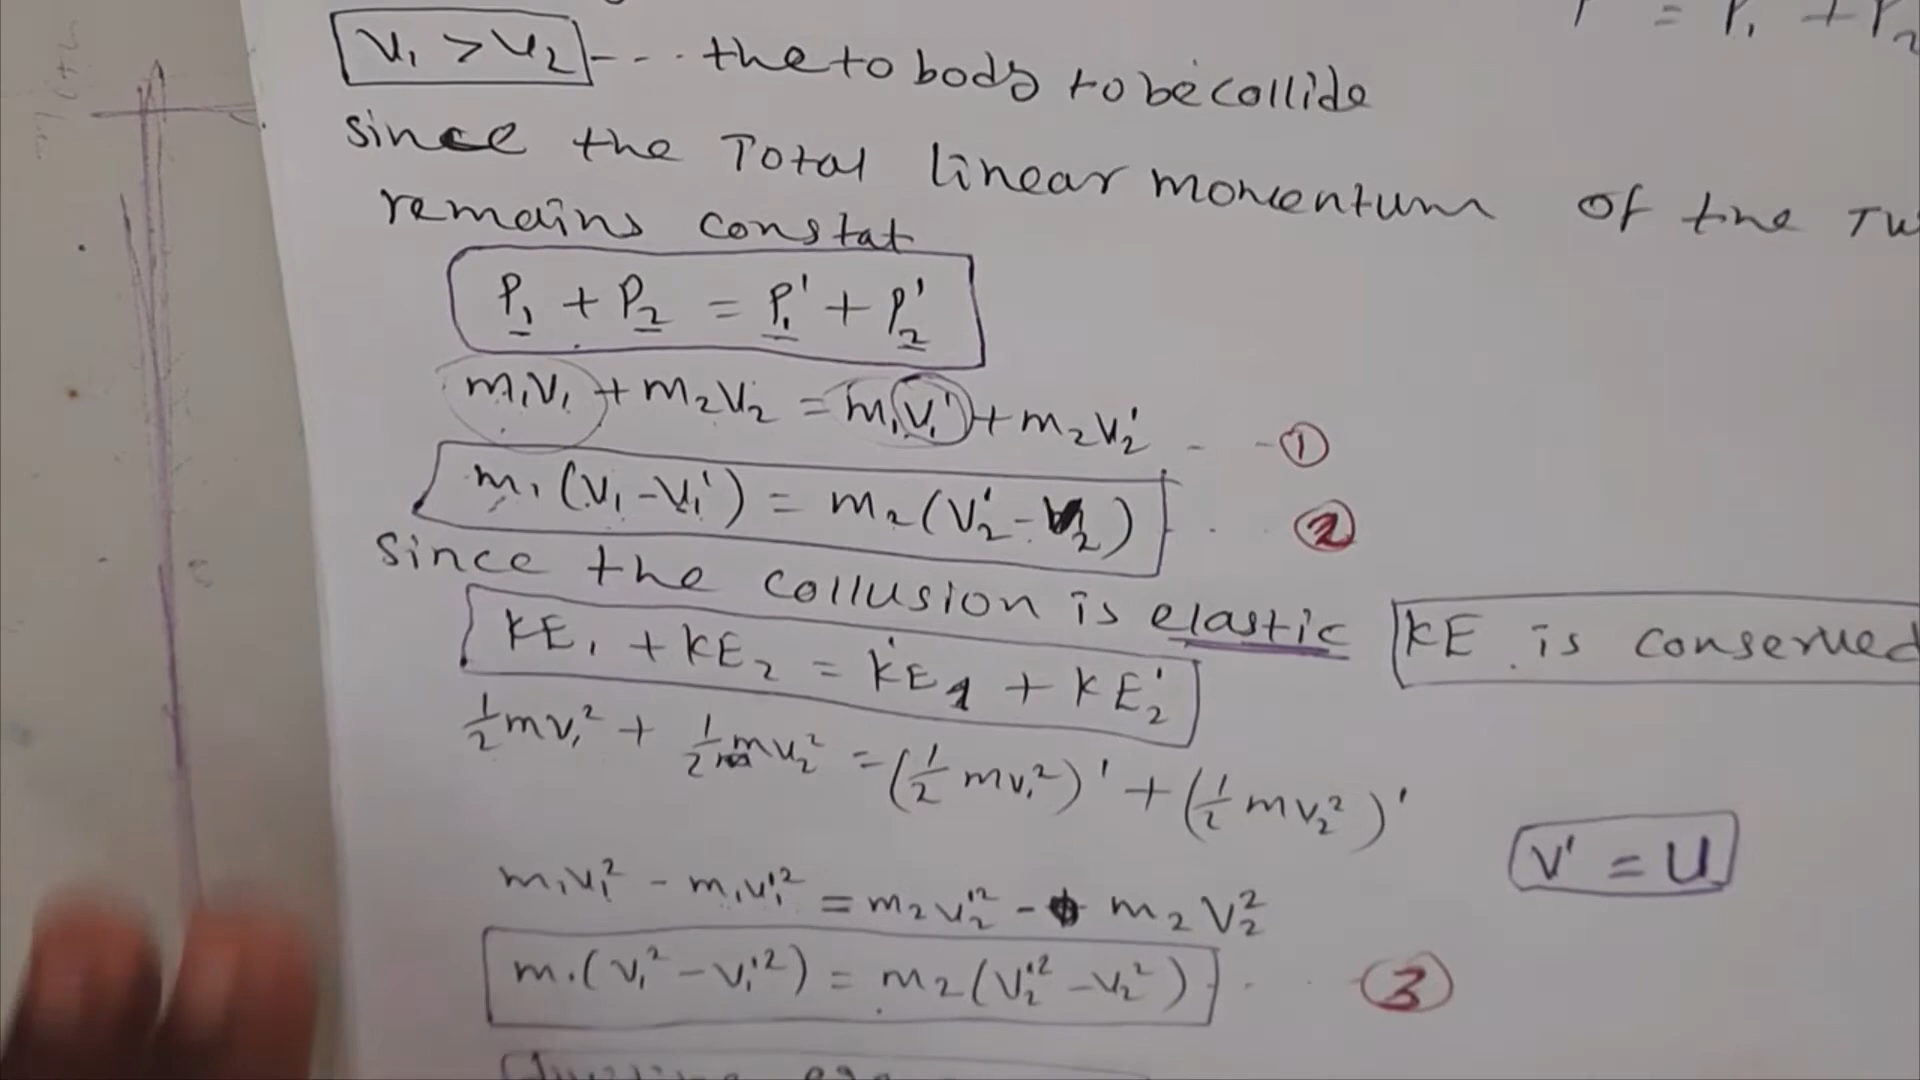 P = P₁ + P₂
V₁ > V₂ --- the to body to be collide
since the Total linear momentum of the Tw
remains constat
P₁ + P₂ = P₁' + P₂'
m₁V₁ + m₂V₂ = m₁V₁' + m₂V₂' - - ①
m₁(V₁ - V₁') = m₂(V₂' - V₂) - - ②
since the collusion is elastic KE is conserved
KE₁ + KE₂ = KE₁' + KE₂'
½mv₁² + ½mv₂² = (½mv₁²)' + (½mv₂²)'
V' = U
m₁V₁² - m₁V₁'² = m₂V₂'² - m₂V₂²
m₁(V₁² - V₁'²) = m₂(V₂'² - V₂²) - - ③